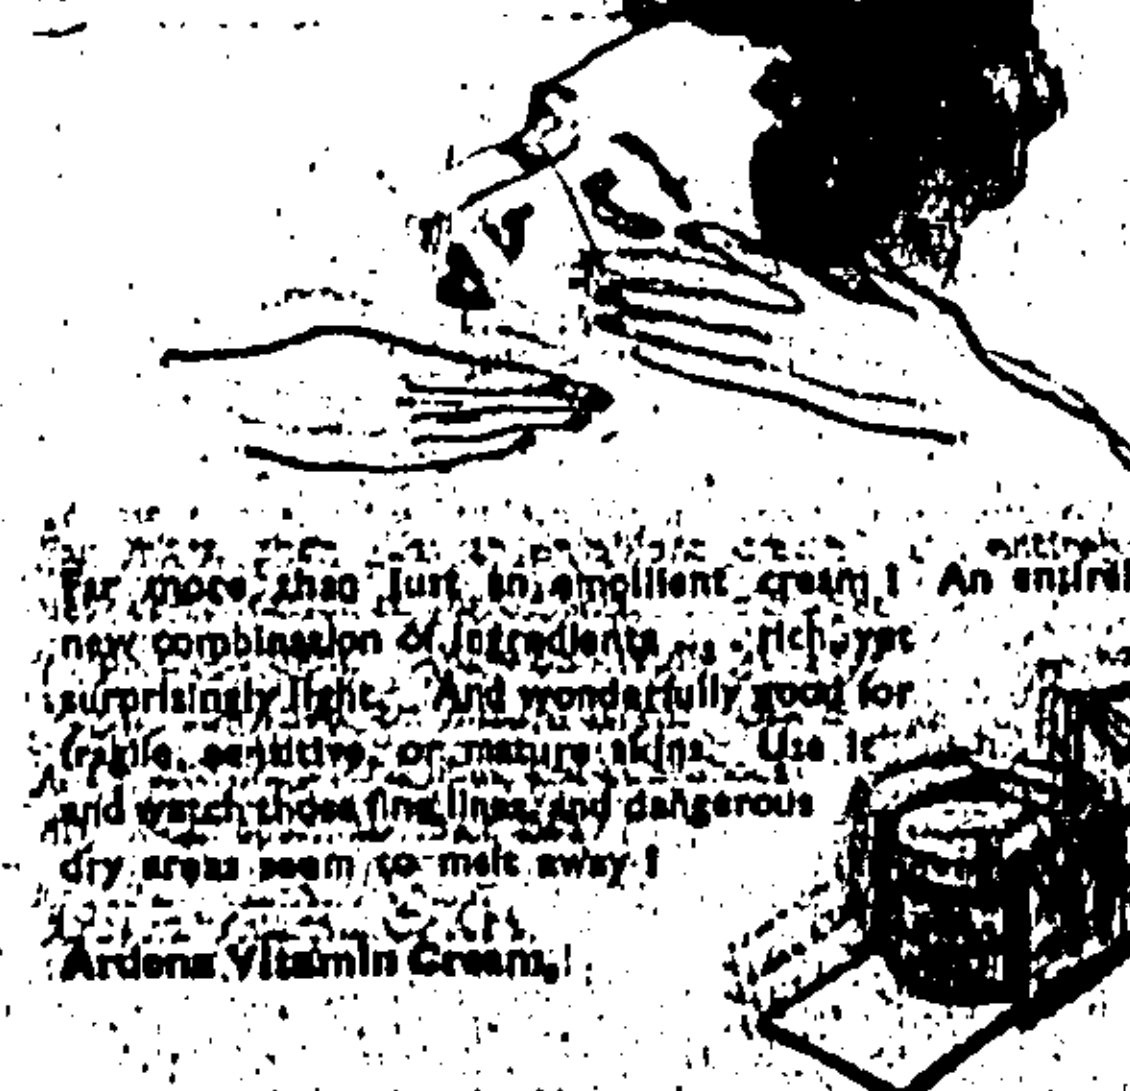 Far more than just an emollient cream! An entirel
new combination of ingredients ... rich, yet
surprisingly light. And wonderfully good for
fragile, sensitive, or mature skins. Use it
and watch those fine lines and dangerous
dry areas seem to melt away!
Ardena Vitamin Cream,